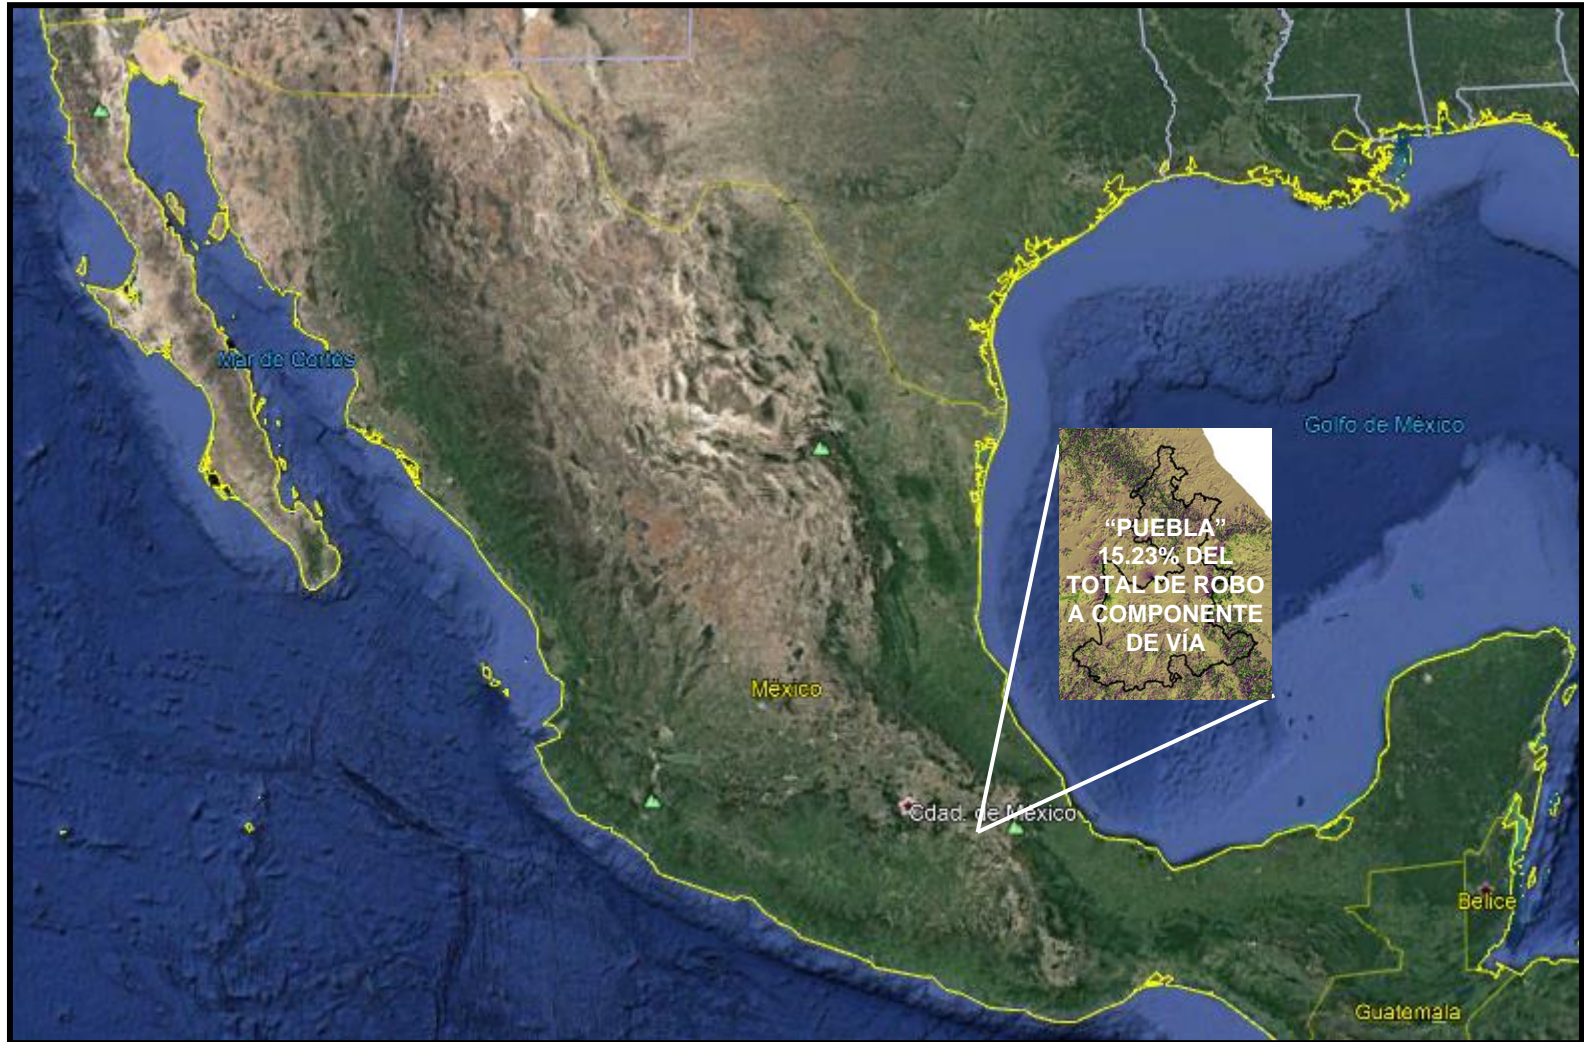 Mar de Cortés
Golfo de México
“PUEBLA”
15.23% DEL
TOTAL DE ROBO
A COMPONENTE
DE VÍA
México
Cdad. de México
Belice
Guatemala